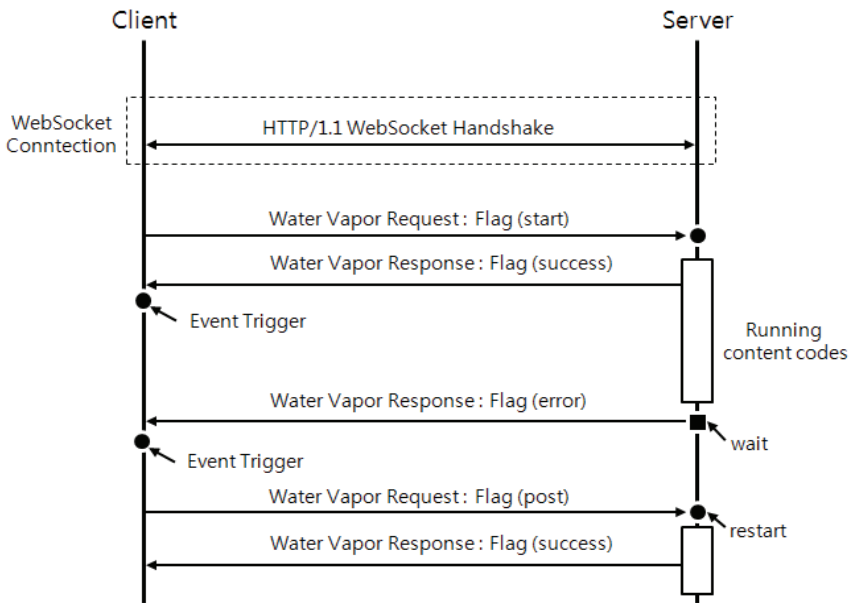 Client
Server
WebSocket
Conntection
HTTP/1.1 WebSocket Handshake
Water Vapor Request : Flag (start)
Water Vapor Response : Flag (success)
Event Trigger
Running
content codes
Water Vapor Response : Flag (error)
wait
Event Trigger
Water Vapor Request : Flag (post)
restart
Water Vapor Response : Flag (success)